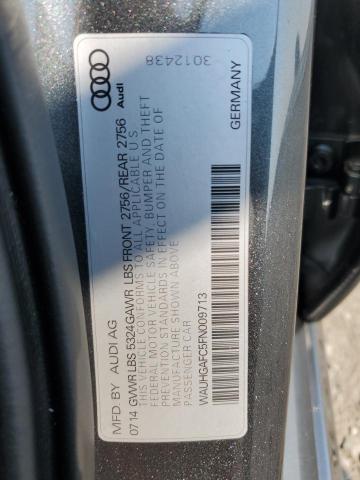 Audi
3012438
MFD BY AUDI AG
07 14 GVWR LBS 5324 GAWR LBS FRONT 2756/REAR 2756
THIS VEHICLE CONFORMS TO ALL APPLICABLE U S
FEDERAL MOTOR VEHICLE SAFETY, BUMPER AND THEFT
PREVENTION STANDARDS IN EFFECT ON THE DATE OF
MANUFACTURE SHOWN ABOVE
PASSENGER CAR
WAUHGAFC5FN009713
GERMANY